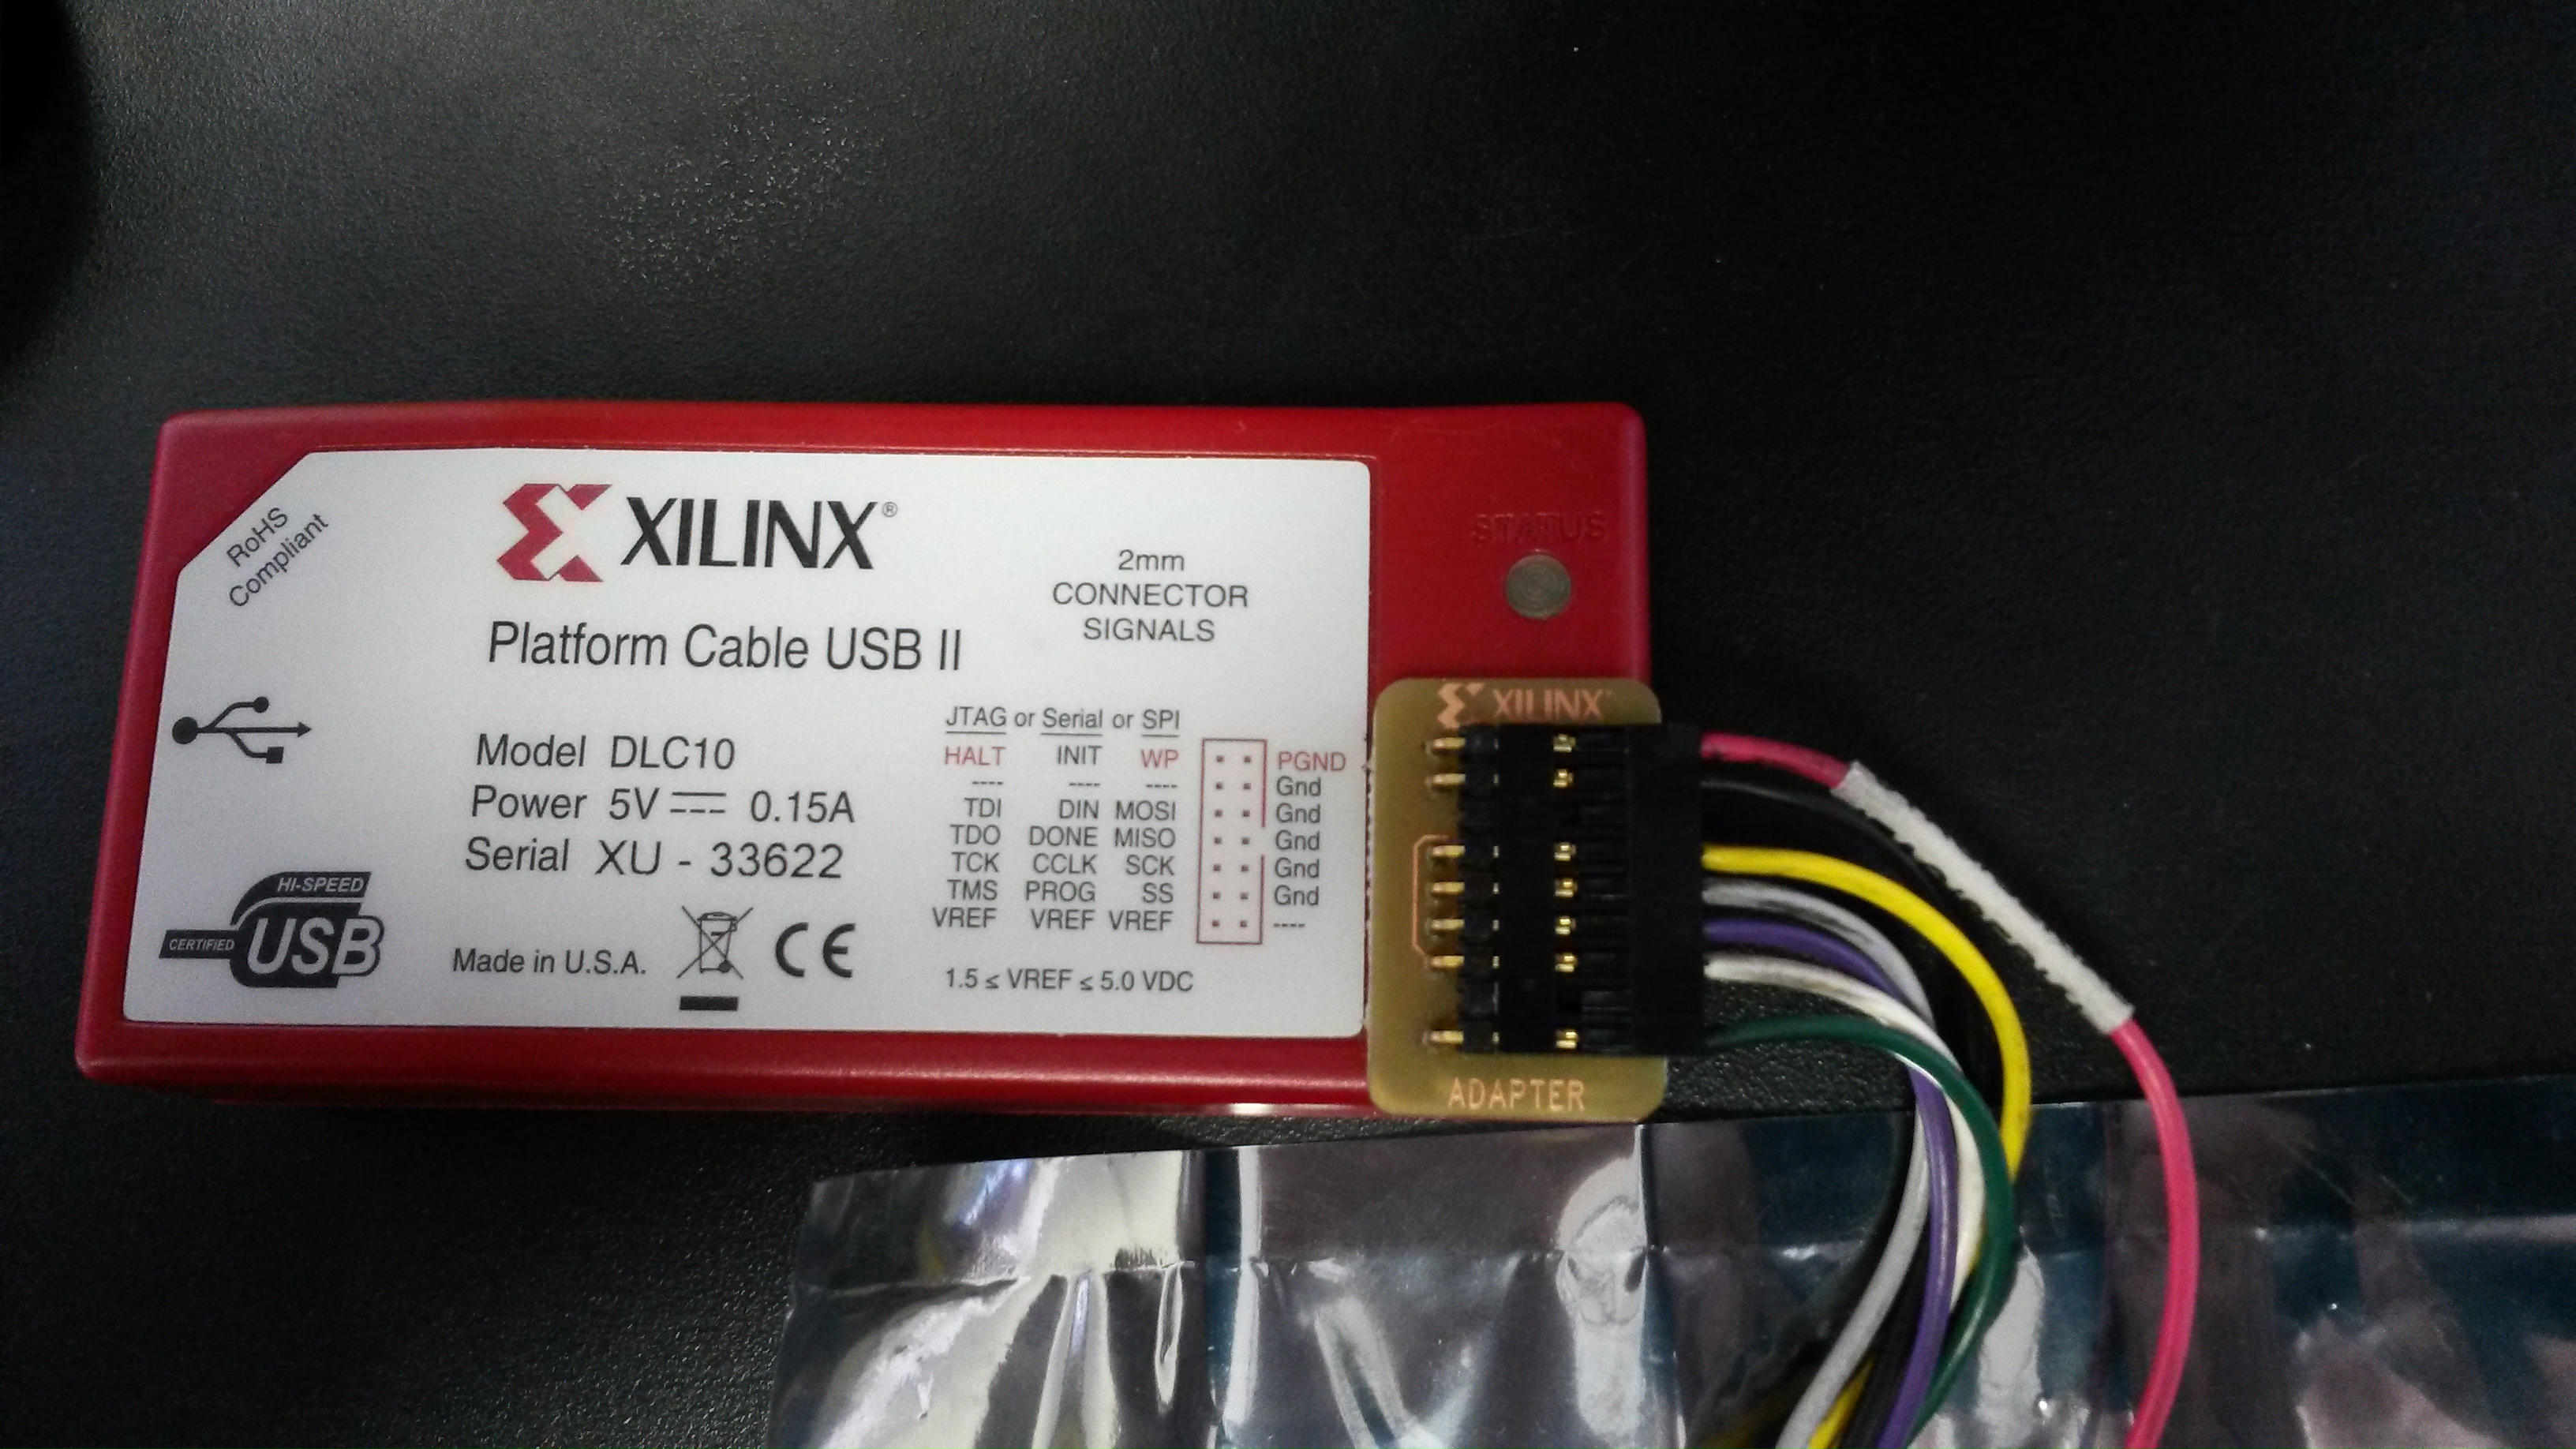 RoHS
Compliant
XILINX®
Platform Cable USB II
2mm
CONNECTOR
SIGNALS
STATUS
Model DLC10
Power 5V 0.15A
Serial XU - 33622
HI-SPEED
CERTIFIED USB
Made in U.S.A.
CE
JTAG or Serial or SPI
HALT INIT WP PGND
---- ---- ---- Gnd
TDI DIN MOSI Gnd
TDO DONE MISO Gnd
TCK CCLK SCK Gnd
TMS PROG SS Gnd
VREF VREF VREF ----
1.5 ≤ VREF ≤ 5.0 VDC
XILINX
ADAPTER